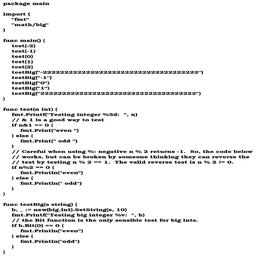 package main

import (
"fmt"
"math/big"
)

func main() {
test(-2)
test(-1)
test(0)
test(1)
test(2)
testBig("-222222222222222222222222222222222222")
testBig("-1")
testBig("0")
testBig("1")
testBig("222222222222222222222222222222222222")
}

func test(n int) {
fmt.Printf("Testing integer %3d:  ", n)
// & 1 is a good way to test
if n&1 == 0 {
fmt.Print("even ")
} else {
fmt.Print(" odd ")
}
// Careful when using %: negative n % 2 returns -1.  So, the code below
// works, but can be broken by someone thinking they can reverse the
// test by testing n % 2 == 1.  The valid reverse test is n % 2 != 0.
if n%2 == 0 {
fmt.Println("even")
} else {
fmt.Println(" odd")
}
}

func testBig(s string) {
b, _ := new(big.Int).SetString(s, 10)
fmt.Printf("Testing big integer %v:  ", b)
// the Bit function is the only sensible test for big ints.
if b.Bit(0) == 0 {
fmt.Println("even")
} else {
fmt.Println("odd")
}
}